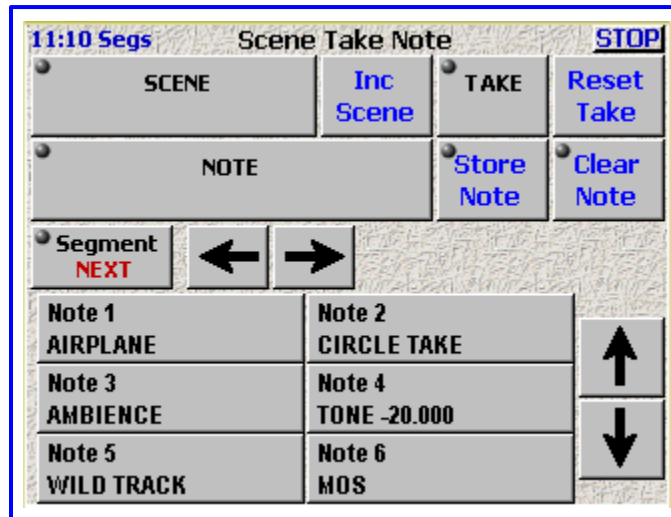 11:10 Segs Scene Take Note STOP
SCENE Inc Scene TAKE Reset Take
NOTE Store Note Clear Note
Segment
NEXT
Note 1 Note 2
AIRPLANE CIRCLE TAKE
Note 3 Note 4
AMBIENCE TONE -20.000
Note 5 Note 6
WILD TRACK MOS